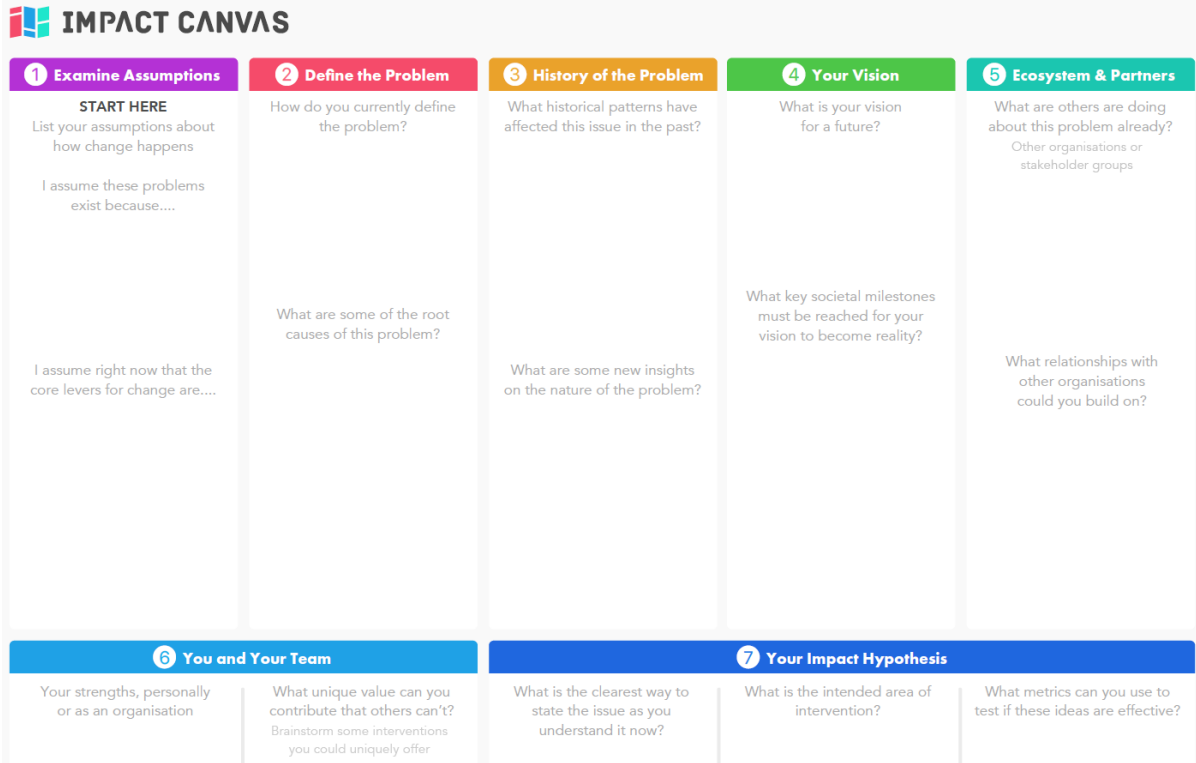 IMPACT CANVAS
1 Examine Assumptions
START HERE
List your assumptions about
how change happens
I assume these problems
exist because....
I assume right now that the
core levers for change are....
2 Define the Problem
How do you currently define
the problem?
What are some of the root
causes of this problem?
3 History of the Problem
What historical patterns have
affected this issue in the past?
What are some new insights
on the nature of the problem?
4 Your Vision
What is your vision
for a future?
What key societal milestones
must be reached for your
vision to become reality?
5 Ecosystem & Partners
What are others are doing
about this problem already?
Other organisations or
stakeholder groups
What relationships with
other organisations
could you build on?
6 You and Your Team
Your strengths, personally
or as an organisation
What unique value can you
contribute that others can't?
Brainstorm some interventions
you could uniquely offer
7 Your Impact Hypothesis
What is the clearest way to
state the issue as you
understand it now?
What is the intended area of
intervention?
What metrics can you use to
test if these ideas are effective?